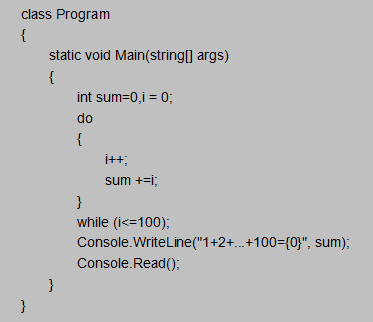 class Program
{
static void Main(string[] args)
{
int sum=0,i = 0;
do
{
i++;
sum +=i;
}
while (i<=100);
Console.WriteLine("1+2+...+100={0}", sum);
Console.Read();
}
}